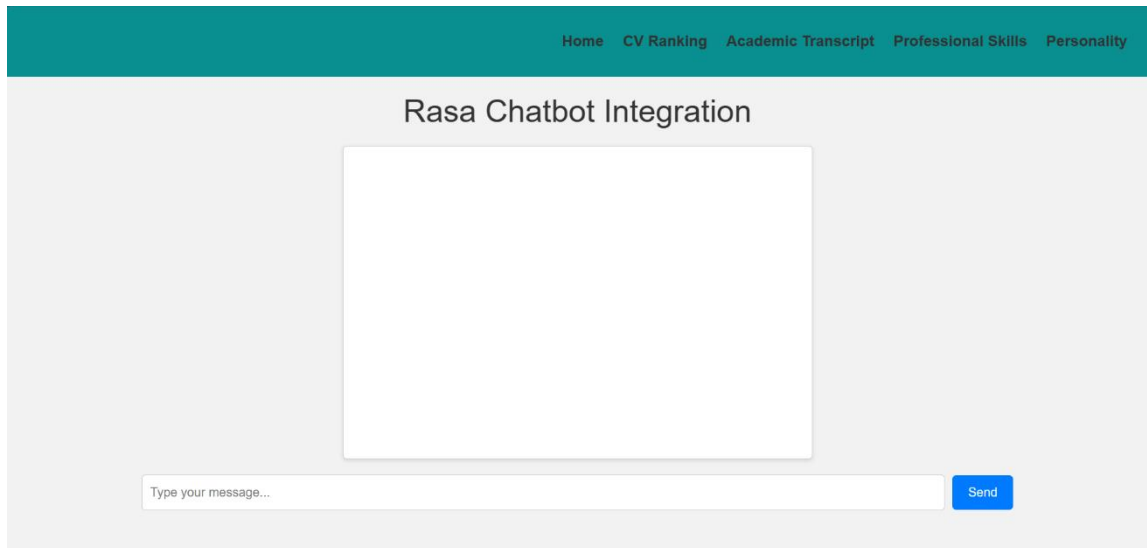 Home CV Ranking Academic Transcript Professional Skills Personality
Rasa Chatbot Integration
Type your message...
Send